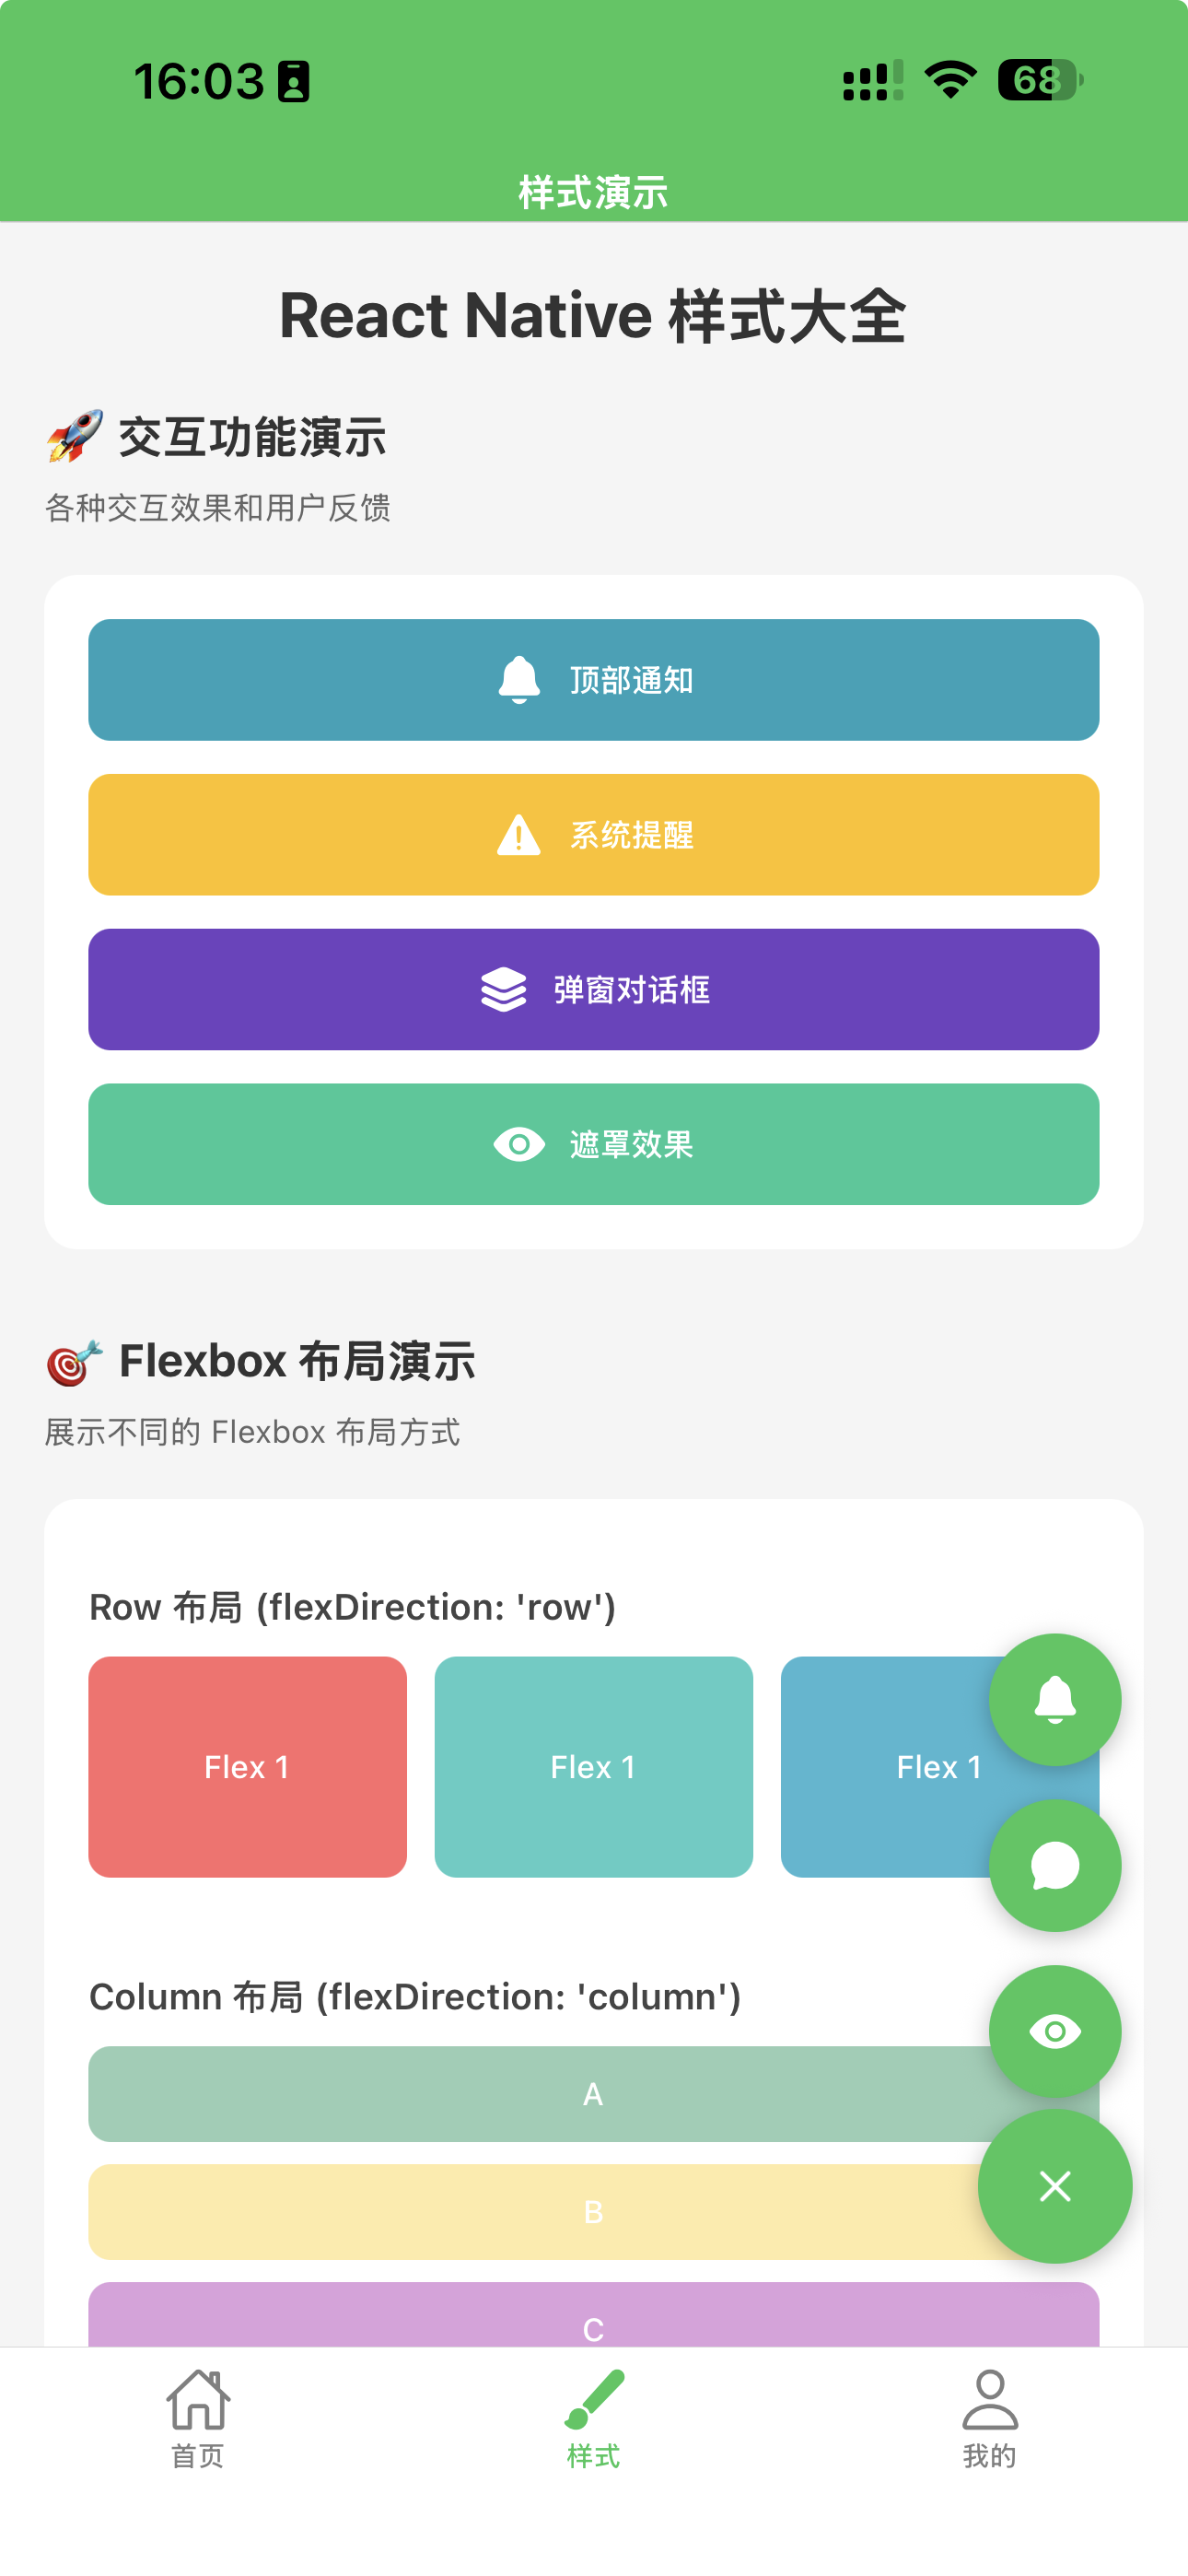 16:03
68
样式演示
React Native 样式大全
🚀 交互功能演示
各种交互效果和用户反馈
顶部通知
系统提醒
弹窗对话框
遮罩效果
🎯 Flexbox 布局演示
展示不同的 Flexbox 布局方式
Row 布局 (flexDirection: 'row')
Flex 1
Flex 1
Flex 1
Column 布局 (flexDirection: 'column')
A
B
C
首页
样式
我的